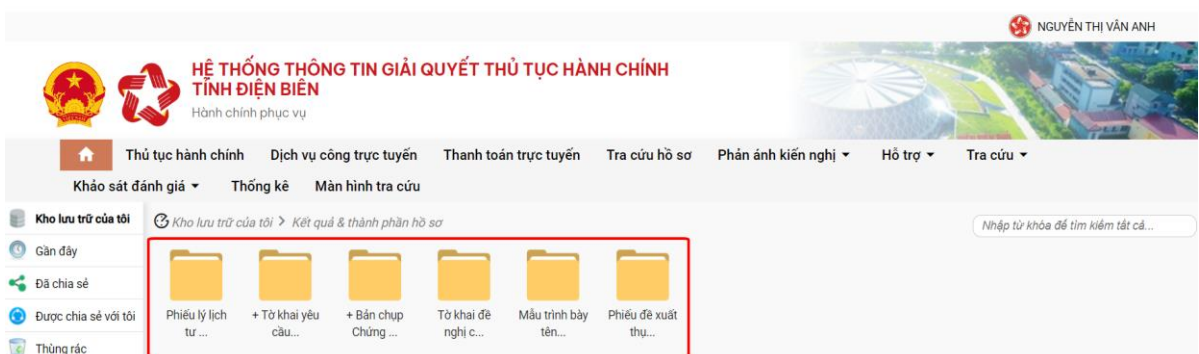 NGUYỄN THỊ VÂN ANH
HỆ THỐNG THÔNG TIN GIẢI QUYẾT THỦ TỤC HÀNH CHÍNH
TỈNH ĐIỆN BIÊN
Hành chính phục vụ
Thủ tục hành chính Dịch vụ công trực tuyến Thanh toán trực tuyến Tra cứu hồ sơ Phản ánh kiến nghị Hỗ trợ Tra cứu
Khảo sát đánh giá Thống kê Màn hình tra cứu
Kho lưu trữ của tôi
Kho lưu trữ của tôi > Kết quả & thành phần hồ sơ
Nhập từ khóa để tìm kiếm tất cả...
Gần đây
Đã chia sẻ
Được chia sẻ với tôi
Thùng rác
Phiếu lý lịch
tư ...
+ Tờ khai yêu
cầu...
+ Bản chụp
Chứng ...
Tờ khai đề
nghị c...
Mẫu trình bày
tên...
Phiếu đề xuất
thụ...